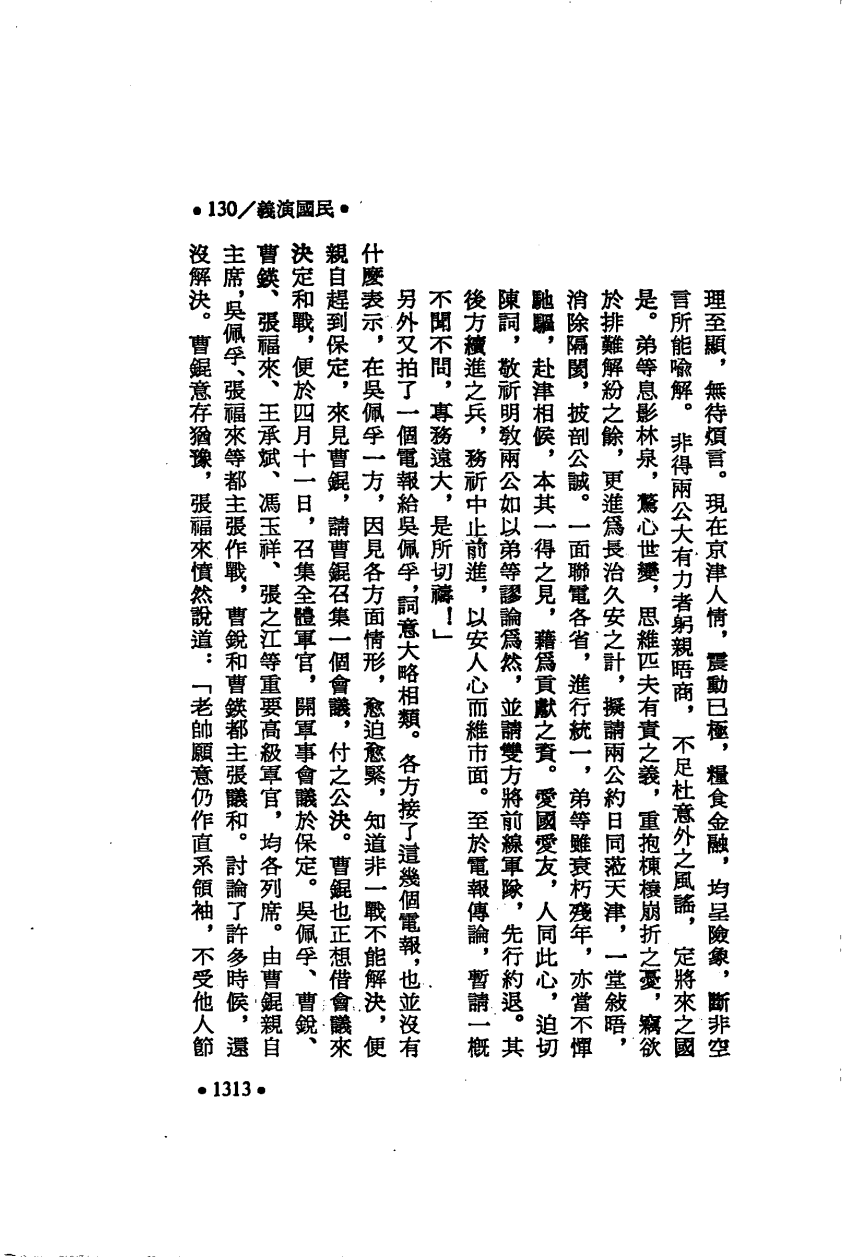 •130/義演國民•
理至顯，無待煩言。現在京津人情，震動已極，糧食金融，均呈險象，斷非空
言所能喩解。非得兩公大有力者躬親晤商，不足杜意外之風謠，定將來之國
是。弟等息影林泉，驚心世變，思維匹夫有責之義，重抱棟榱崩折之憂，竊欲
於排難解紛之餘，更進爲長治久安之計，擬請兩公約日同蒞天津，一堂敍晤，
消除隔閡，披剖公誠。一面聯電各省，進行統一，弟等雖衰朽殘年，亦當不憚
馳驅，赴津相候，本其一得之見，藉爲貢獻之資。愛國愛友，人同此心，迫切
陳詞，敬祈明敎兩公如以弟等謬論爲然，並請雙方將前線軍隊，先行約退。其
後方續進之兵，務祈中止前進，以安人心而維市面。至於電報傳論，暫請一槪
不聞不問，專務遠大，是所切禱！」
另外又拍了一個電報給吳佩孚，詞意大略相類。各方接了這幾個電報，也並沒有
什麼表示，在吳佩孚一方，因見各方面情形，愈迫愈緊，知道非一戰不能解決，便
親自趕到保定，來見曹錕，請曹錕召集一個會議，付之公決。曹錕也正想借會議來
決定和戰，便於四月十一日，召集全體軍官，開軍事會議於保定。吳佩孚、曹銳、
曹鍈、張福來、王承斌、馮玉祥、張之江等重要高級軍官，均各列席。由曹錕親自
主席，吳佩孚、張福來等都主張作戰，曹銳和曹鍈都主張議和。討論了許多時候，還
沒解決。曹錕意存猶豫，張福來憤然說道：「老帥願意仍作直系領袖，不受他人節
•1313•